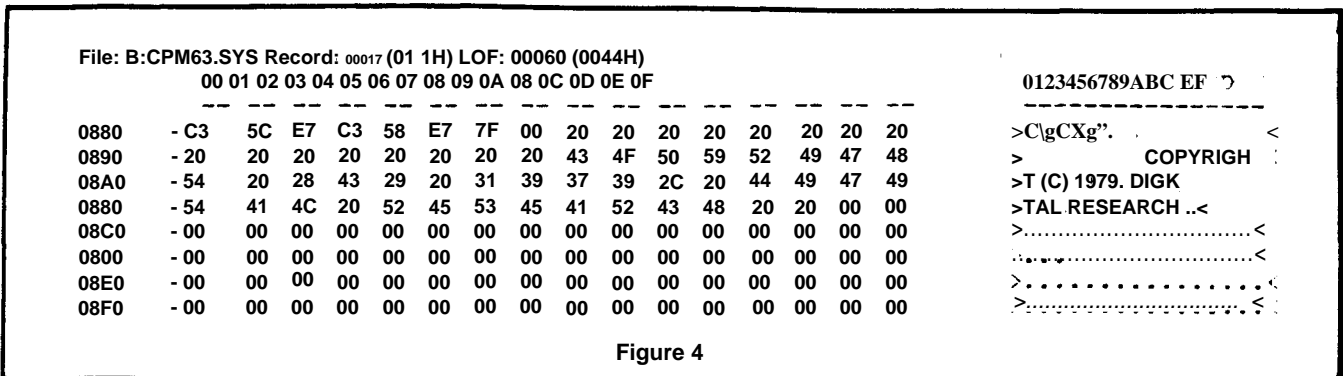 File: B:CPM63.SYS Record: 00017 (01 1H) LOF: 00060 (0044H)
00 01 02 03 04 05 06 07 08 09 0A 08 0C 0D 0E 0F 0123456789ABC EF
0880 - C3 5C E7 C3 58 E7 7F 00 20 20 20 20 20 20 20 20 >C\gCXg". <
0890 - 20 20 20 20 20 20 20 20 43 4F 50 59 52 49 47 48 > COPYRIGH
08A0 - 54 20 28 43 29 20 31 39 37 39 2C 20 44 49 47 49 >T (C) 1979. DIGK
0880 - 54 41 4C 20 52 45 53 45 41 52 43 48 20 20 00 00 >TAL RESEARCH ..<
08C0 - 00 00 00 00 00 00 00 00 00 00 00 00 00 00 00 00 >................................<
0800 - 00 00 00 00 00 00 00 00 00 00 00 00 00 00 00 00 ................................<
08E0 - 00 00 00 00 00 00 00 00 00 00 00 00 00 00 00 00 >................
08F0 - 00 00 00 00 00 00 00 00 00 00 00 00 00 00 00 00 >................................ <
Figure 4